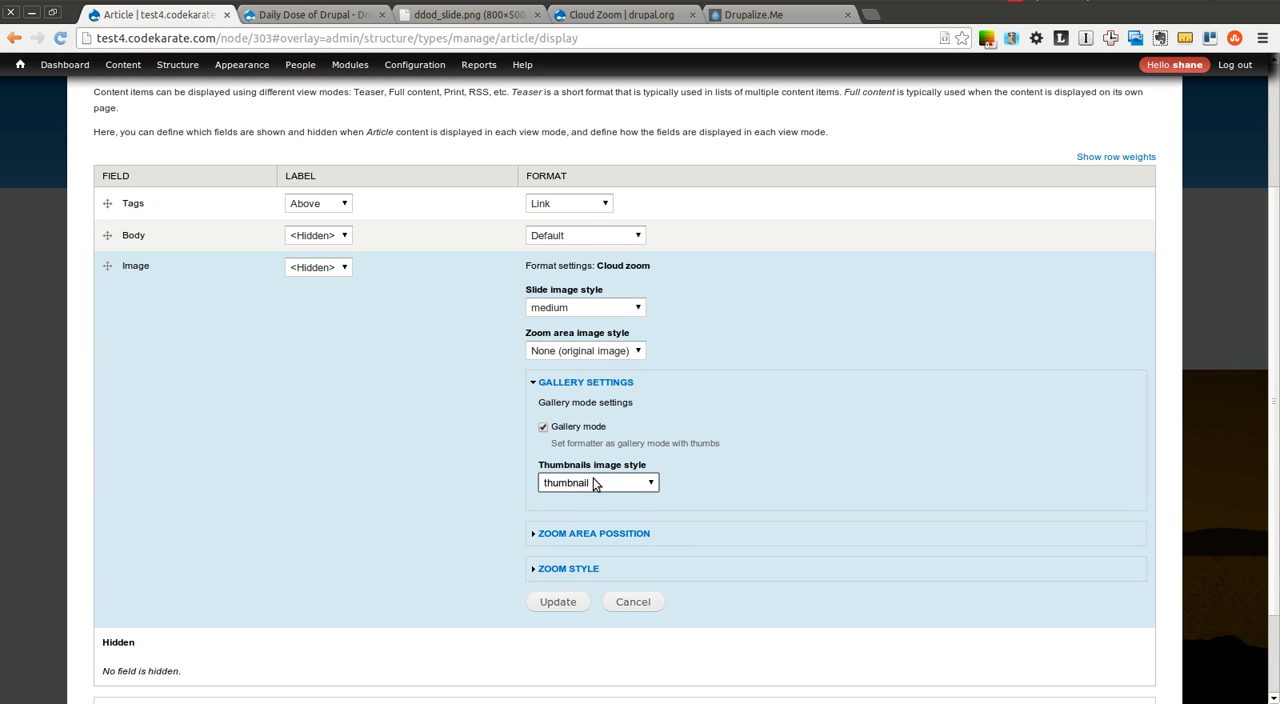 Article | test4.codekarate
Daily Dose of Drupal - Dr
ddod_slide.png (800×500
Cloud Zoom | drupal.org
Drupalize.Me
test4.codekarate.com/node/303#overlay=admin/structure/types/manage/article/display
Dashboard Content Structure Appearance People Modules Configuration Reports Help Hello shane Log out
Content items can be displayed using different view modes: Teaser, Full content, Print, RSS, etc. Teaser is a short format that is typically used in lists of multiple content items. Full content is typically used when the content is displayed on its own
page.
Here, you can define which fields are shown and hidden when Article content is displayed in each view mode, and define how the fields are displayed in each view mode.
Show row weights
FIELD LABEL FORMAT
Tags Above Link
Body <Hidden> Default
Image <Hidden> Format settings: Cloud zoom
Slide image style
medium
Zoom area image style
None (original image)
GALLERY SETTINGS
Gallery mode settings
Gallery mode
Set formatter as gallery mode with thumbs
Thumbnails image style
thumbnail
ZOOM AREA POSSITION
ZOOM STYLE
Update Cancel
Hidden
No field is hidden.